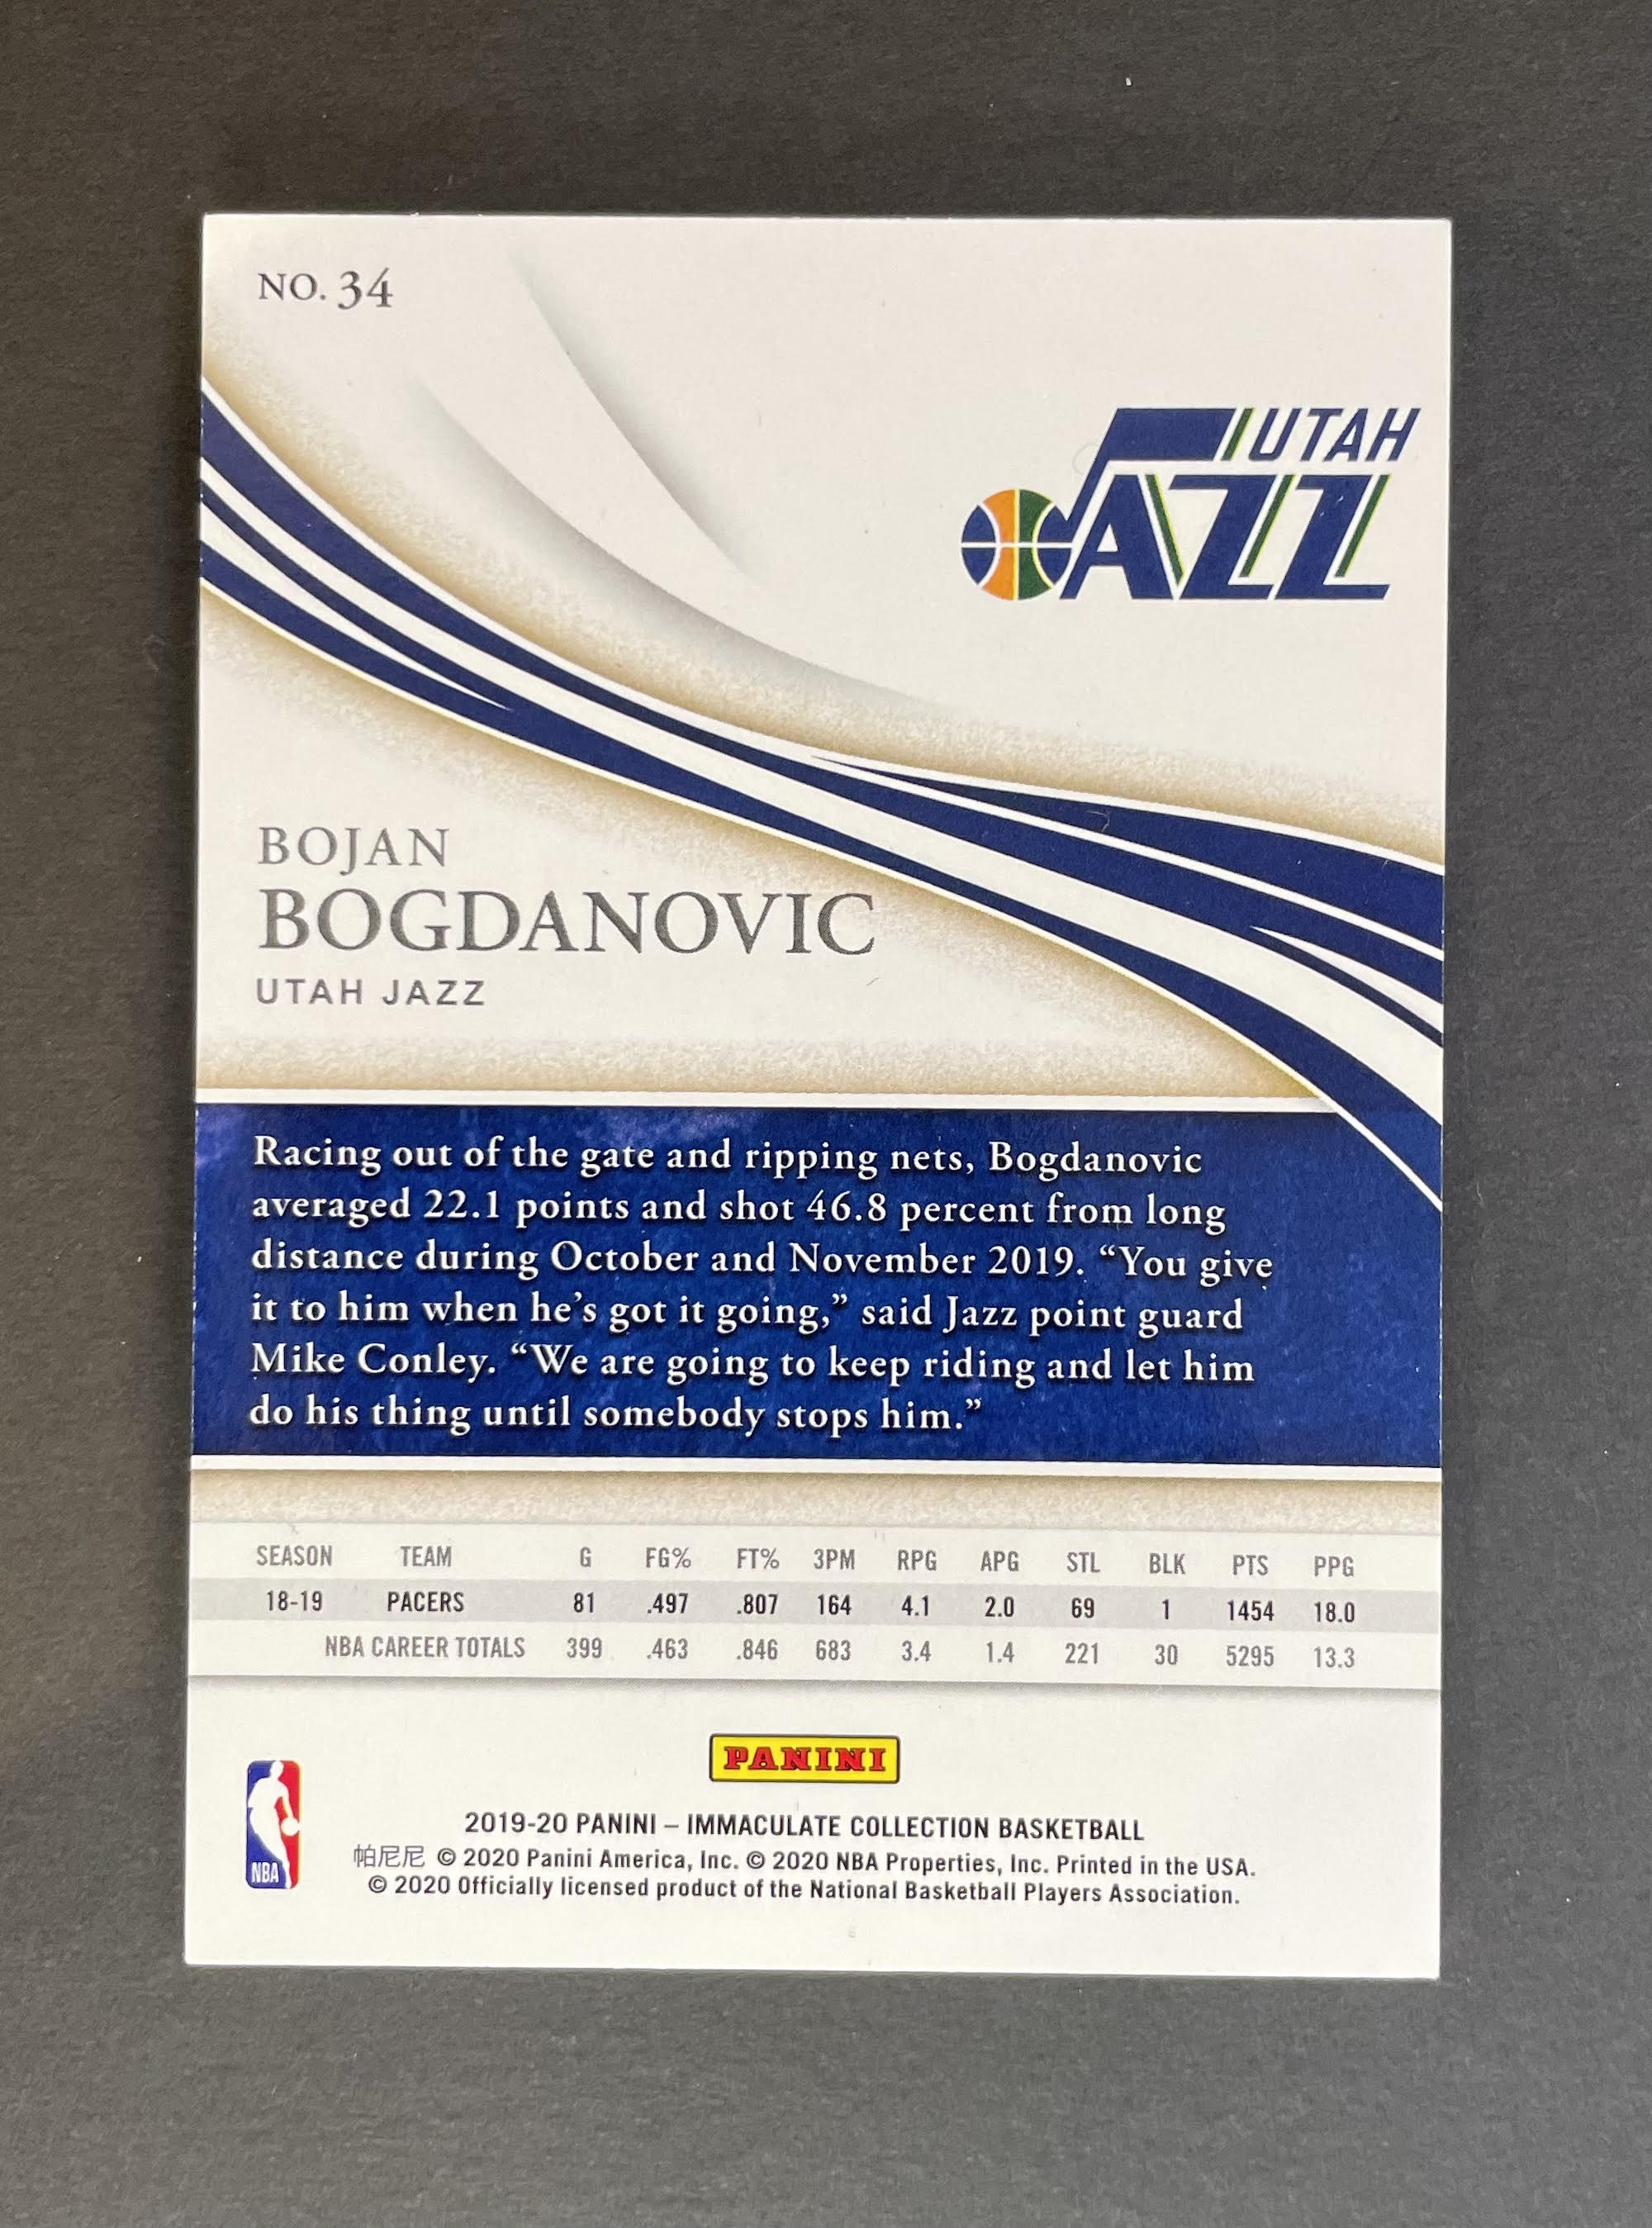 NO. 34
UTAH
JAZZ
BOJAN
BOGDANOVIC
UTAH JAZZ
Racing out of the gate and ripping nets, Bogdanovic
averaged 22.1 points and shot 46.8 percent from long
distance during October and November 2019. “You give
it to him when he’s got it going,” said Jazz point guard
Mike Conley. “We are going to keep riding and let him
do his thing until somebody stops him.”
SEASON TEAM G FG% FT% 3PM RPG APG STL BLK PTS PPG
18-19 PACERS 81 .497 .807 164 4.1 2.0 69 1 1454 18.0
NBA CAREER TOTALS 399 .463 .846 683 3.4 1.4 221 30 5295 13.3
PANINI
NBA
2019-20 PANINI – IMMACULATE COLLECTION BASKETBALL
帕尼尼 © 2020 Panini America, Inc. © 2020 NBA Properties, Inc. Printed in the USA.
© 2020 Officially licensed product of the National Basketball Players Association.